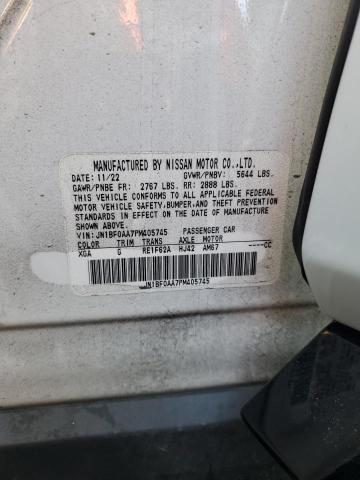 MANUFACTURED BY NISSAN MOTOR CO.,LTD.
DATE: 11/22 GVWR/PNBV: 5644 LBS.
GAWR/PNBE FR: 2767 LBS. RR: 2888 LBS.
THIS VEHICLE CONFORMS TO ALL APPLICABLE FEDERAL
MOTOR VEHICLE SAFETY, BUMPER, AND THEFT PREVENTION
STANDARDS IN EFFECT ON THE DATE OF MANUFACTURE
SHOWN ABOVE.
VIN: JN1BF0AA7PM405745 PASSENGER CAR
COLOR TRIM TRANS AXLE MOTOR
XGA G RE1F62A HJ42 AM67 ----CC
JN1BF0AA7PM405745